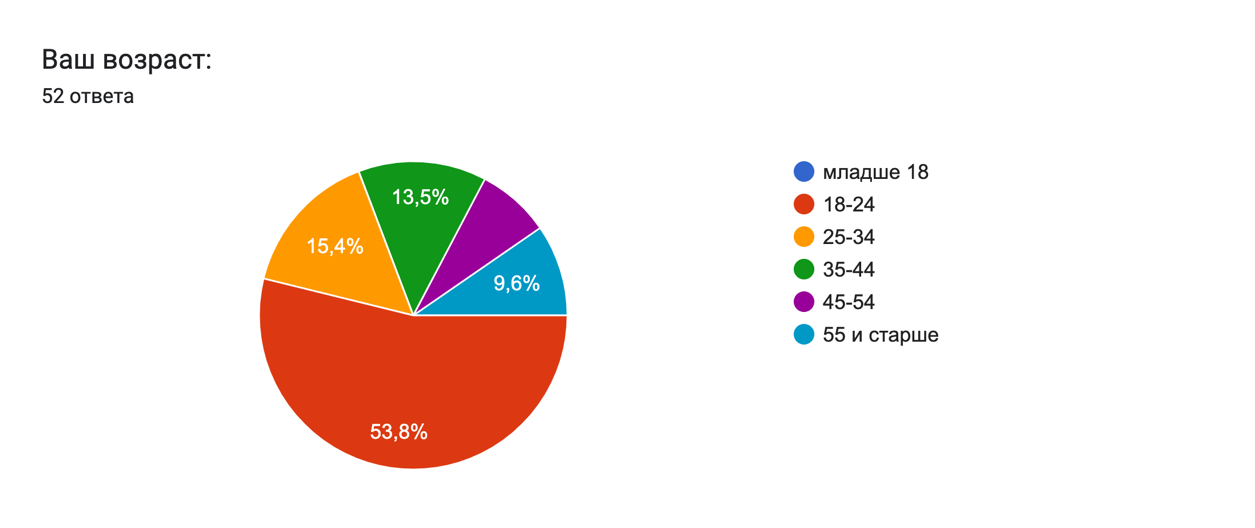 Ваш возраст:
52 ответа
13,5%
15,4%
9,6%
53,8%
младше 18
18-24
25-34
35-44
45-54
55 и старше